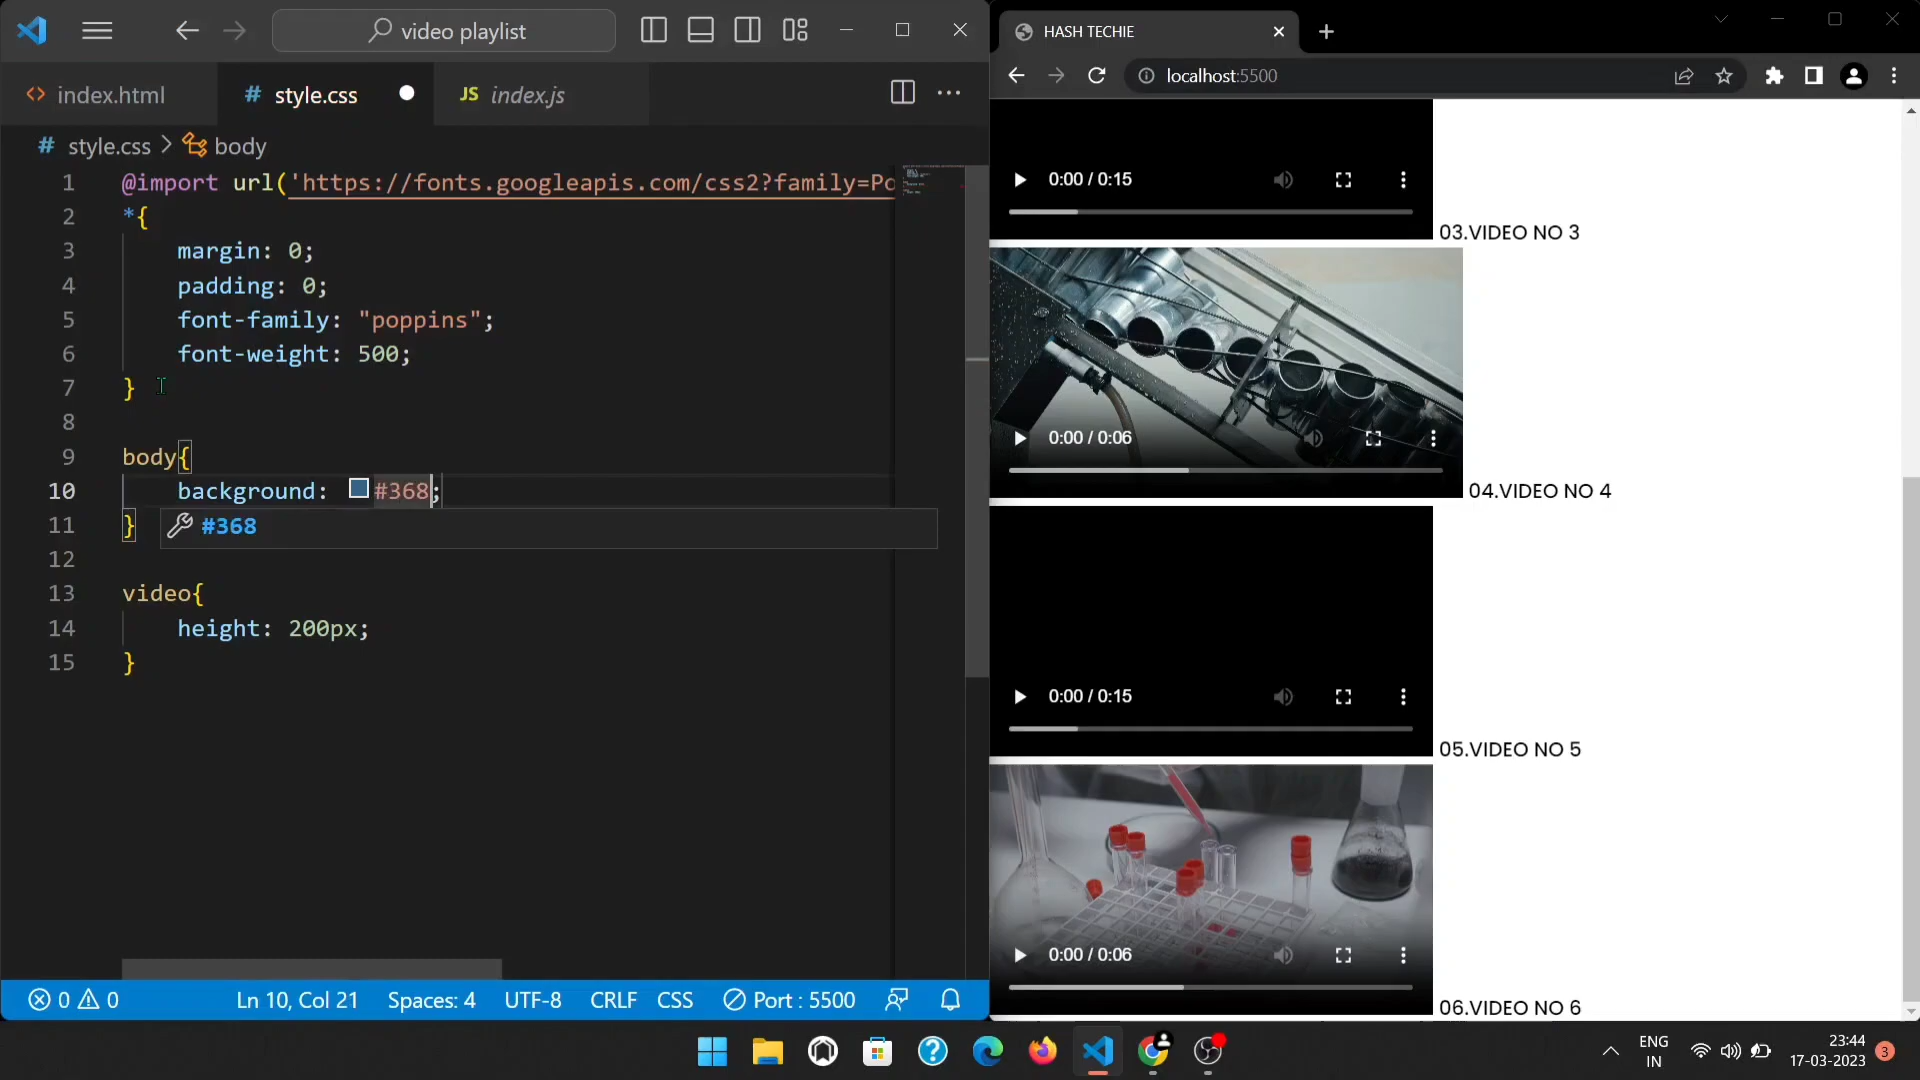 video playlist
index.html
# style.css
JS index.js
# style.css > body
1 @import url('https://fonts.googleapis.com/css2?family=Po
2 *{
3 margin: 0;
4 padding: 0;
5 font-family: "poppins";
6 font-weight: 500;
7 }
8
9 body{
10 background: #368;
#368
11 }
12
13 video{
14 height: 200px;
15 }
0 0
Ln 10, Col 21
Spaces: 4
UTF-8
CRLF
CSS
Port : 5500
HASH TECHIE
localhost:5500
0:00 / 0:15
03.VIDEO NO 3
0:00 / 0:06
04.VIDEO NO 4
0:00 / 0:15
05.VIDEO NO 5
0:00 / 0:06
06.VIDEO NO 6
ENG
IN
23:44
17-03-2023
3